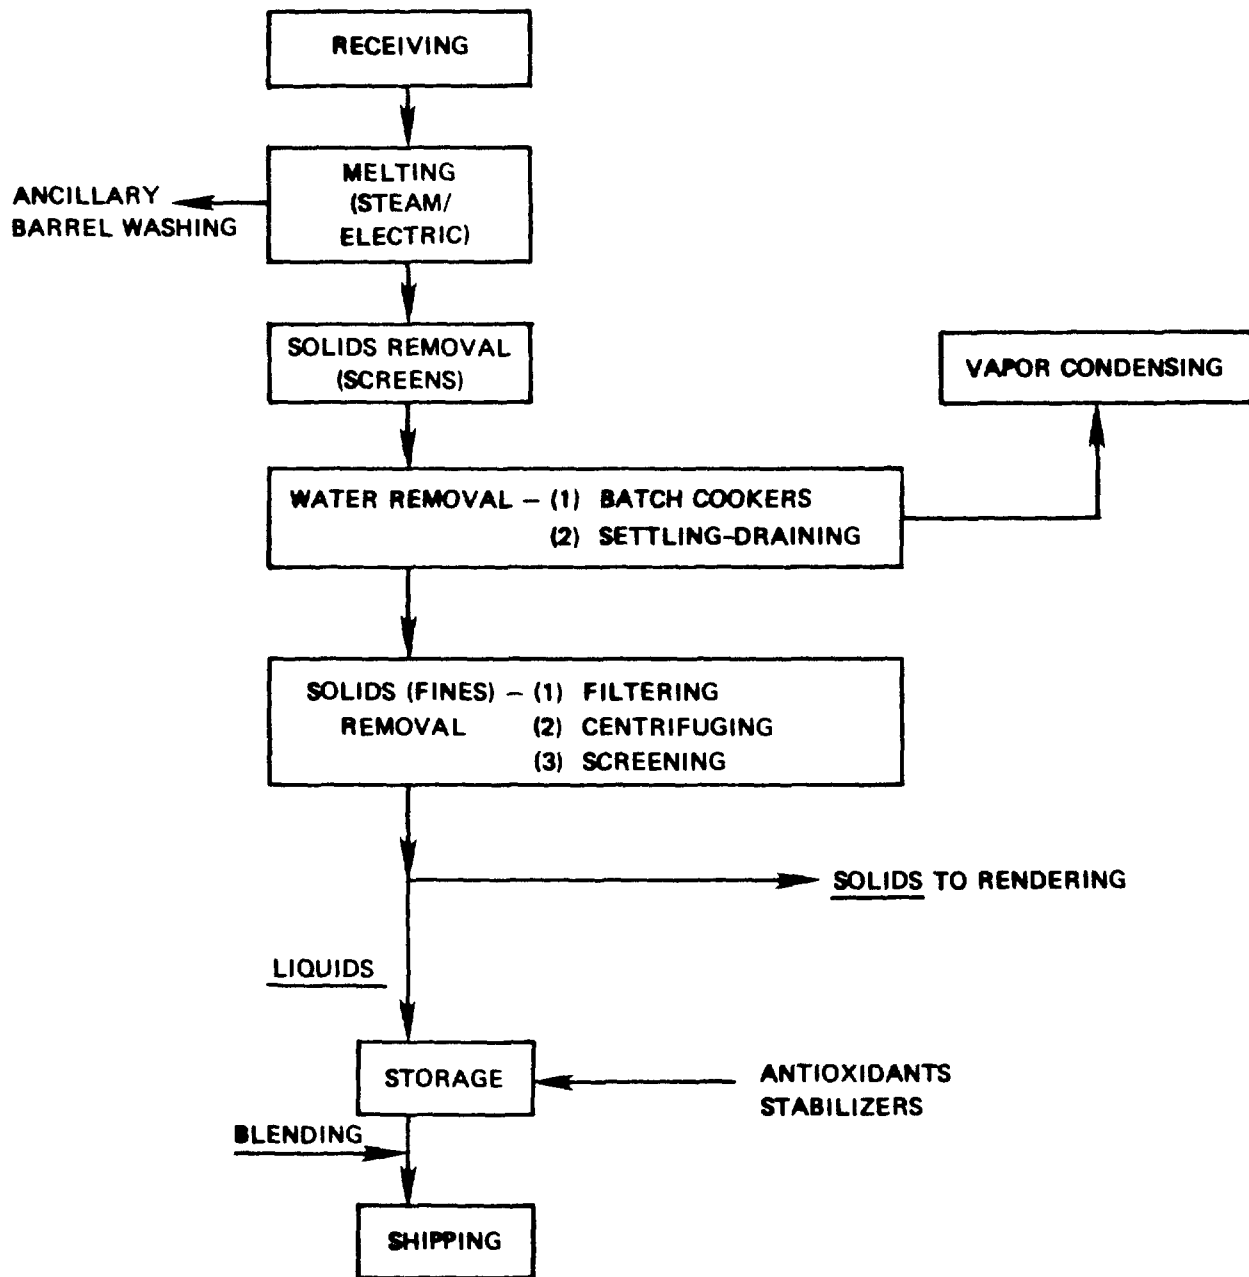 RECEIVING
MELTING
(STEAM/
ELECTRIC)
ANCILLARY
BARREL WASHING
SOLIDS REMOVAL
(SCREENS)
VAPOR CONDENSING
WATER REMOVAL – (1) BATCH COOKERS
(2) SETTLING-DRAINING
SOLIDS (FINES) – (1) FILTERING
REMOVAL (2) CENTRIFUGING
(3) SCREENING
SOLIDS TO RENDERING
LIQUIDS
STORAGE
ANTIOXIDANTS
STABILIZERS
BLENDING
SHIPPING